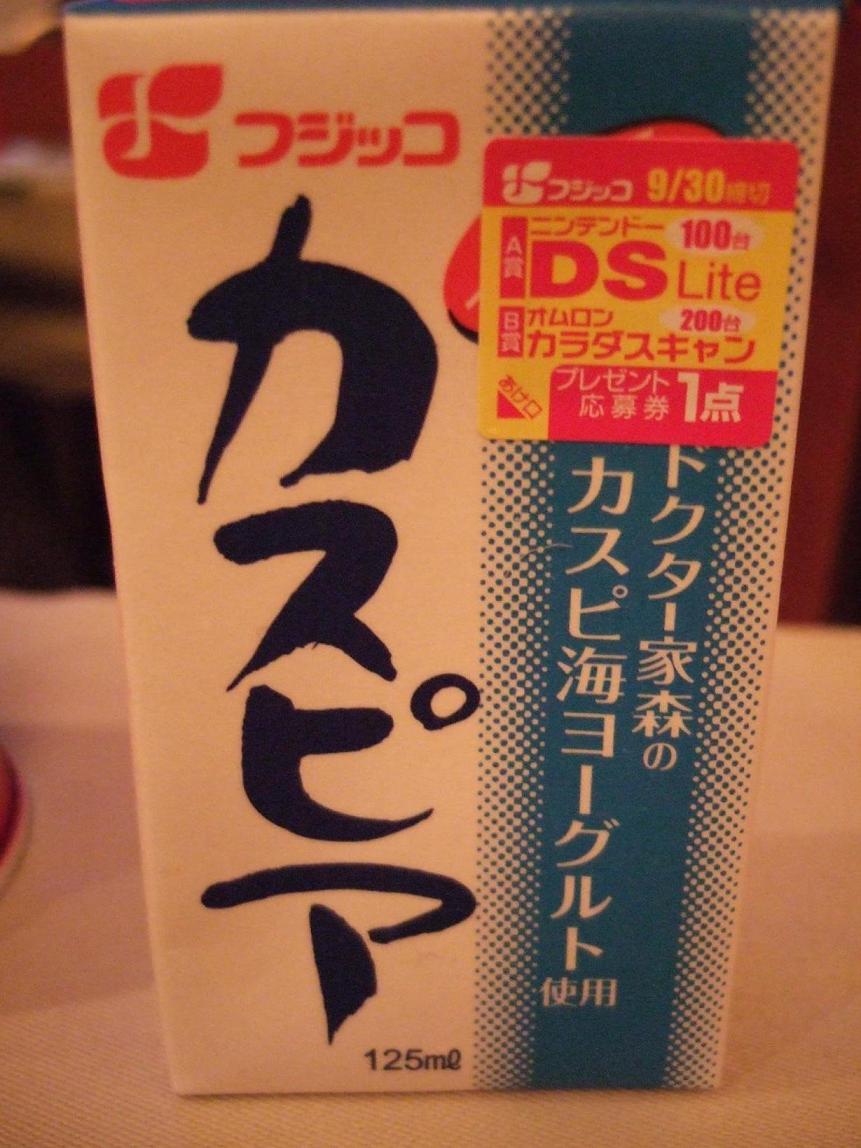 フジッコ
カスピア
125ml
フジッコ 9/30締切
A賞
ニンテンドー
DS Lite
100台
B賞
オムロン
カラダスキャン
200台
あけ口
プレゼント
応募券
1点
ドクター家森の
カスピ海ヨーグルト
使用